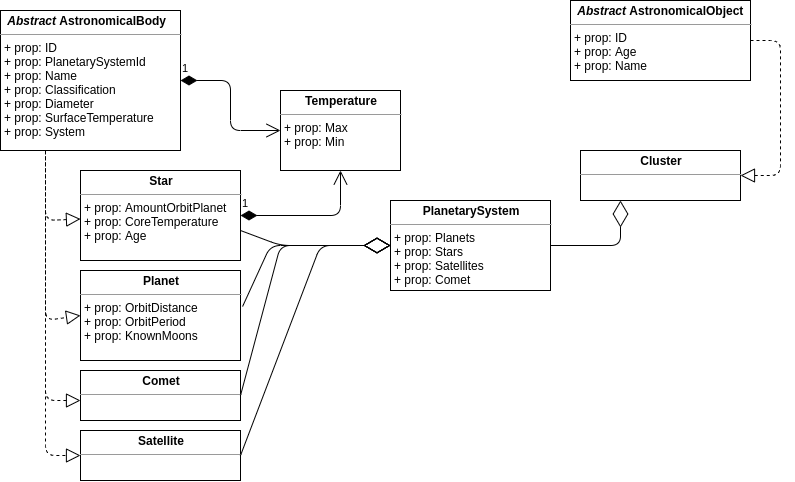 Abstract AstronomicalBody
+ prop: ID
+ prop: PlanetarySystemId
+ prop: Name
+ prop: Classification
+ prop: Diameter
+ prop: SurfaceTemperature
+ prop: System
1
Temperature
+ prop: Max
+ prop: Min
Abstract AstronomicalObject
+ prop: ID
+ prop: Age
+ prop: Name
Cluster
Star
+ prop: AmountOrbitPlanet
+ prop: CoreTemperature
+ prop: Age
1
PlanetarySystem
+ prop: Planets
+ prop: Stars
+ prop: Satellites
+ prop: Comet
Planet
+ prop: OrbitDistance
+ prop: OrbitPeriod
+ prop: KnownMoons
Comet
Satellite